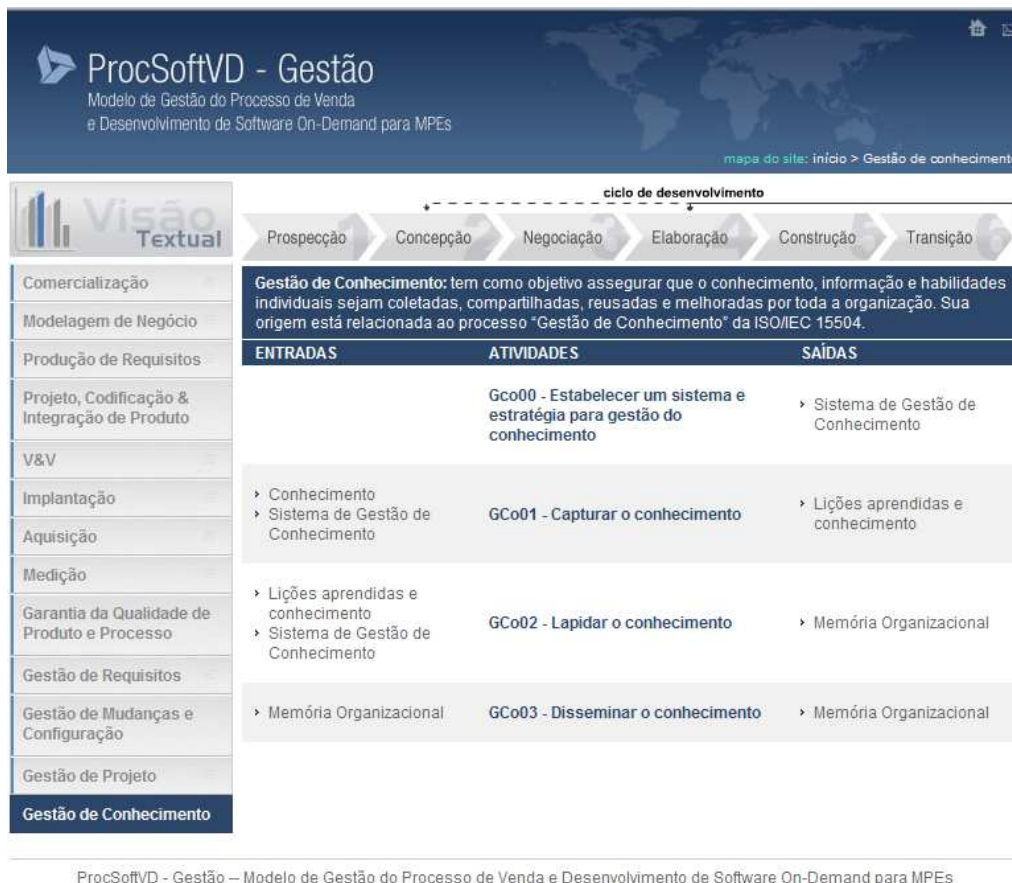 ProcSoftVD - Gestão
Modelo de Gestão do Processo de Venda
e Desenvolvimento de Software On-Demand para MPEs
mapa do site: início > Gestão de conheciment
Visão
Textual
ciclo de desenvolvimento
Prospecção 1 Concepção 2 Negociação 3 Elaboração 4 Construção 5 Transição 6
Comercialização
Modelagem de Negócio
Produção de Requisitos
Projeto, Codificação &
Integração de Produto
V&V
Implantação
Aquisição
Medição
Garantia da Qualidade de
Produto e Processo
Gestão de Requisitos
Gestão de Mudanças e
Configuração
Gestão de Projeto
Gestão de Conhecimento
Gestão de Conhecimento: tem como objetivo assegurar que o conhecimento, informação e habilidades
individuais sejam coletadas, compartilhadas, reusadas e melhoradas por toda a organização. Sua
origem está relacionada ao processo “Gestão de Conhecimento” da ISO/IEC 15504.
ENTRADAS ATIVIDADES SAÍDAS
Gco00 - Estabelecer um sistema e
estratégia para gestão do
conhecimento
Sistema de Gestão de
Conhecimento
Conhecimento
Sistema de Gestão de
Conhecimento
GCo01 - Capturar o conhecimento
Lições aprendidas e
conhecimento
Lições aprendidas e
conhecimento
Sistema de Gestão de
Conhecimento
GCo02 - Lapidar o conhecimento
Memória Organizacional
Memória Organizacional
GCo03 - Disseminar o conhecimento
Memória Organizacional
ProcSoftVD - Gestão -- Modelo de Gestão do Processo de Venda e Desenvolvimento de Software On-Demand para MPEs